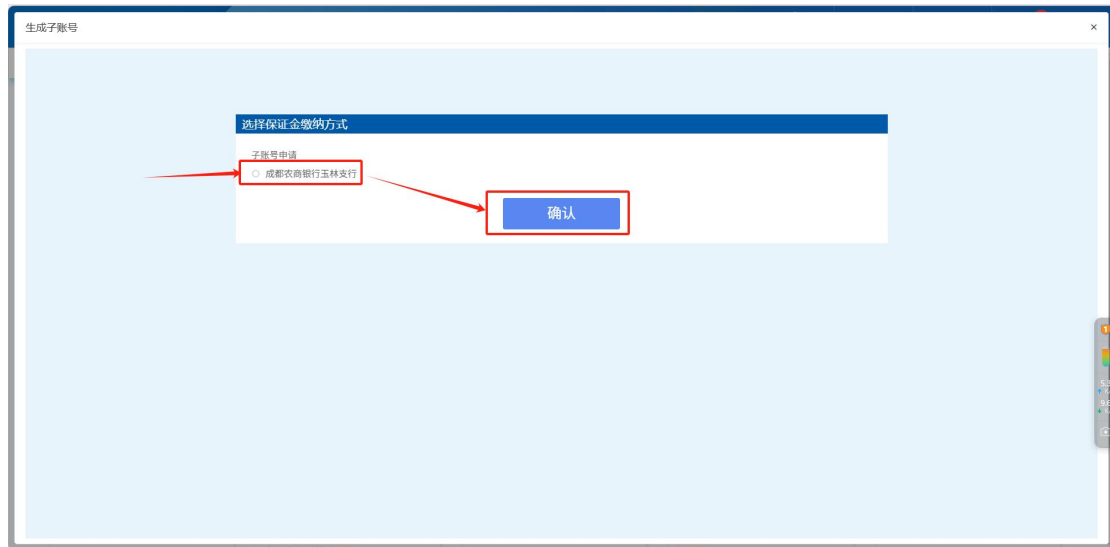 生成子账号
×
选择保证金缴纳方式
子账号申请
成都农商银行玉林支行
确认